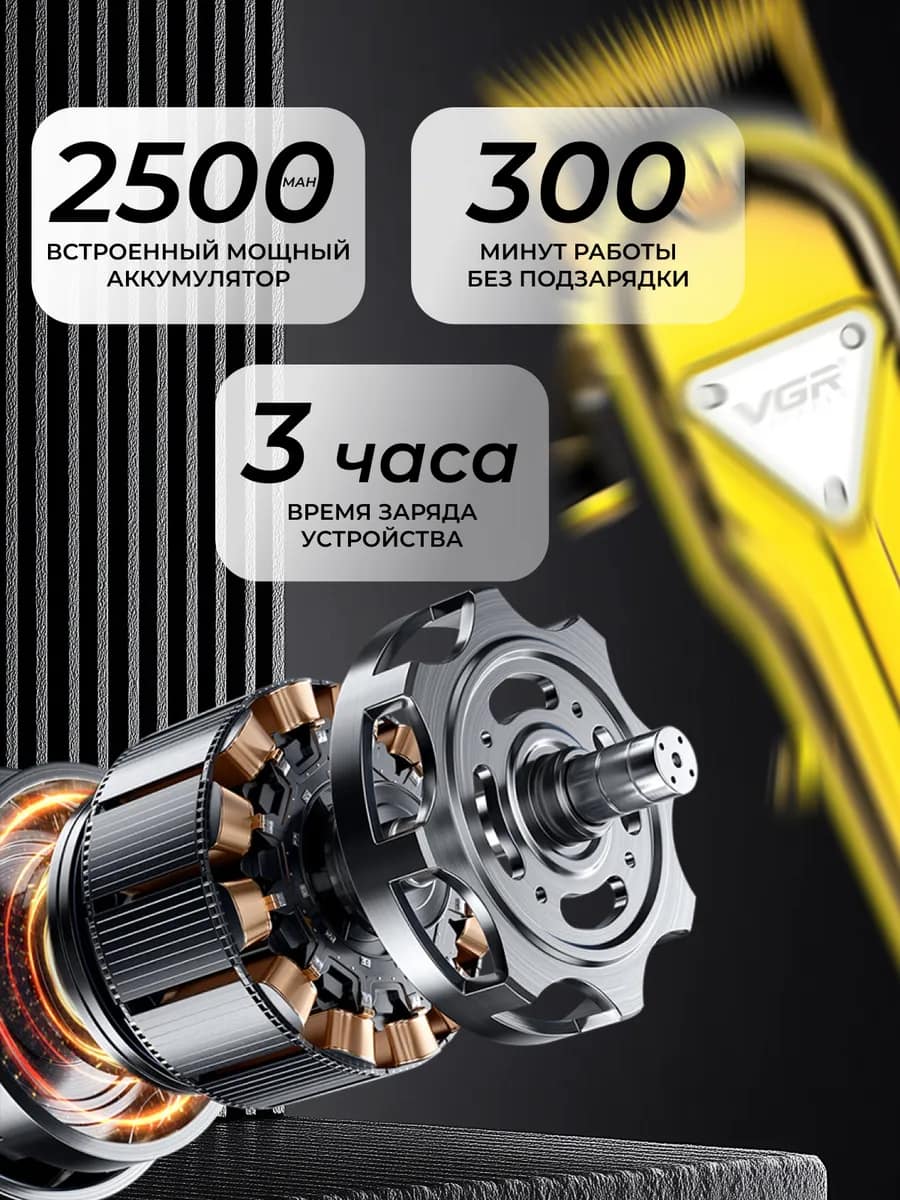 2500 МАН
ВСТРОЕННЫЙ МОЩНЫЙ
АККУМУЛЯТОР
300
МИНУТ РАБОТЫ
БЕЗ ПОДЗАРЯДКИ
3 часа
ВРЕМЯ ЗАРЯДА
УСТРОЙСТВА
VGR